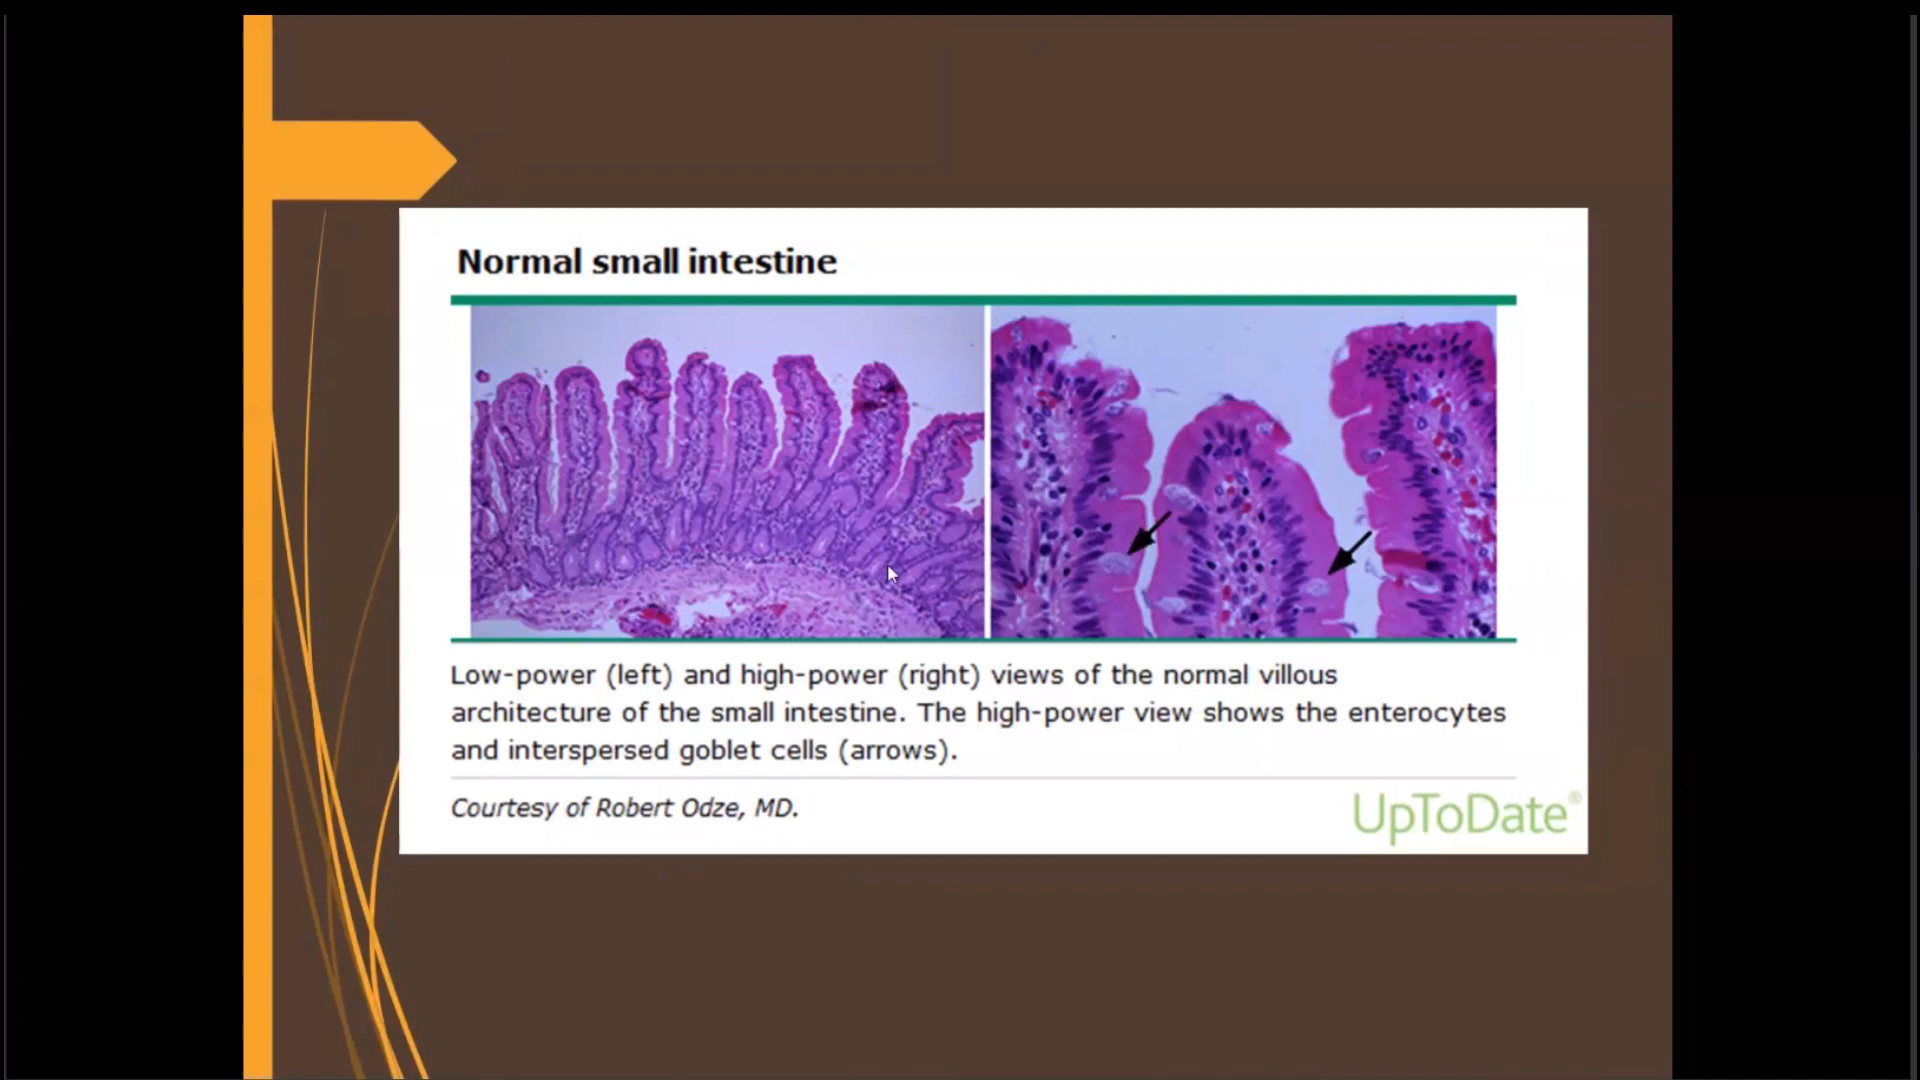 Normal small intestine
Low-power (left) and high-power (right) views of the normal villous
architecture of the small intestine. The high-power view shows the enterocytes
and interspersed goblet cells (arrows).
Courtesy of Robert Odze, MD.
UpToDate®